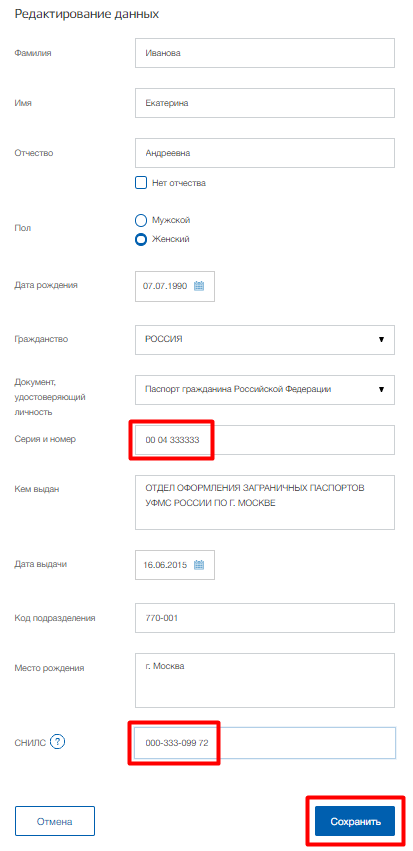 Редактирование данных
Фамилия
Иванова
Имя
Екатерина
Отчество
Андреевна
Нет отчества
Пол
Мужской
Женский
Дата рождения
07.07.1990
Гражданство
РОССИЯ
Документ,
удостоверяющий
личность
Паспорт гражданина Российской Федерации
Серия и номер
00 04 333333
Кем выдан
ОТДЕЛ ОФОРМЛЕНИЯ ЗАГРАНИЧНЫХ ПАСПОРТОВ
УФМС РОССИИ ПО Г. МОСКВЕ
Дата выдачи
16.06.2015
Код подразделения
770-001
Место рождения
г. Москва
СНИЛС ?
000-333-099 72
Отмена
Сохранить